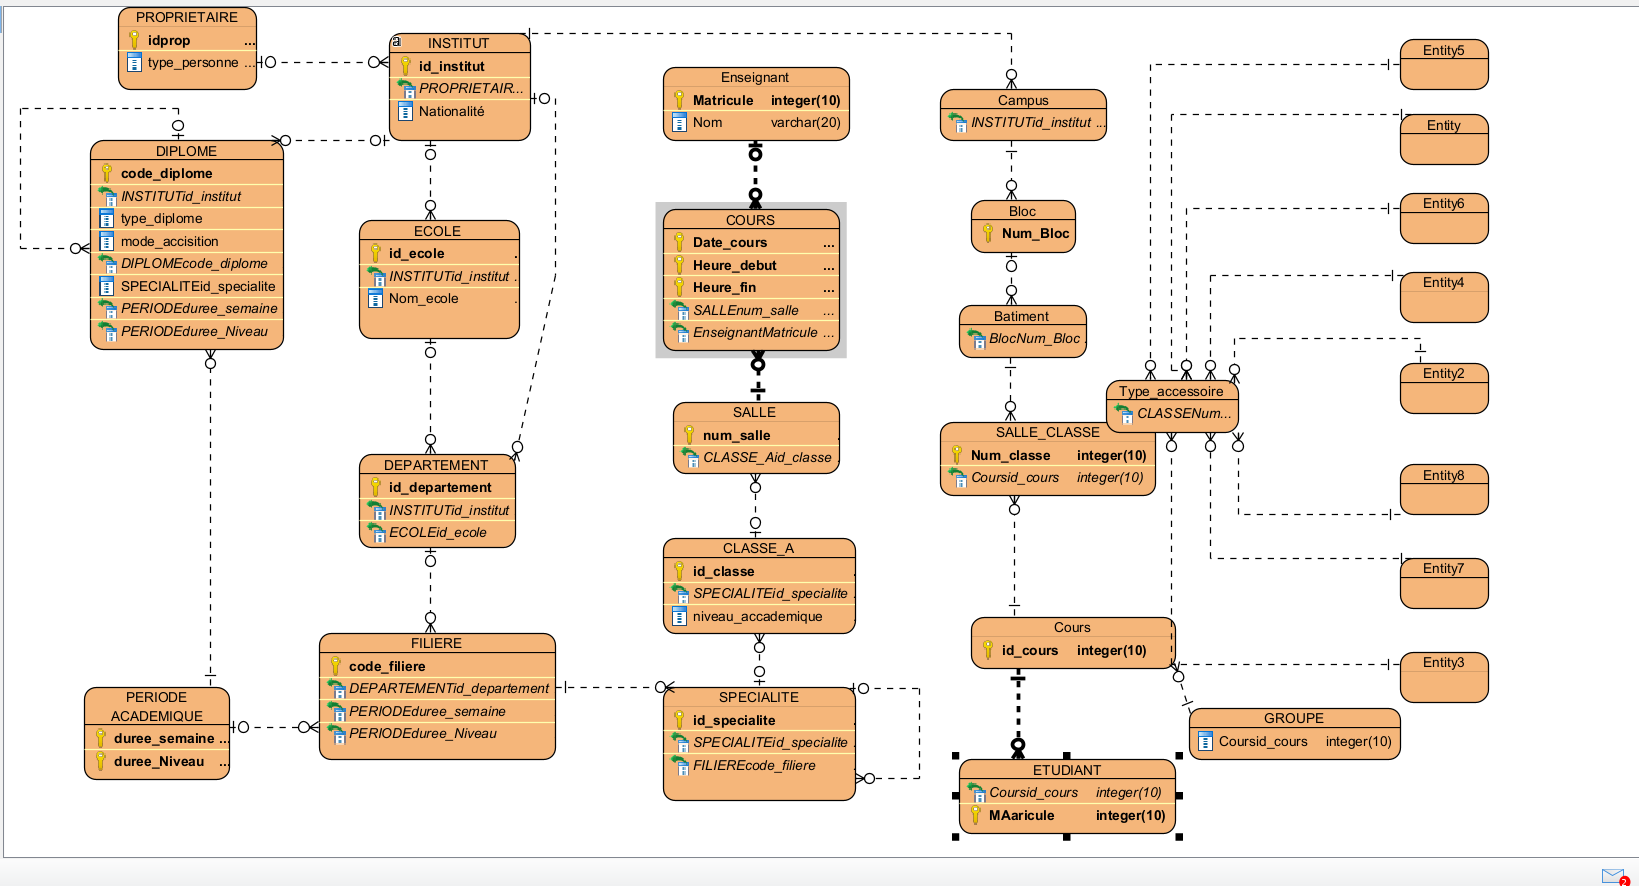 PROPRIETAIRE
idprop ...
type_personne ...
INSTITUT
id_institut
PROPRIETAIR...
Nationalité
DIPLOME
code_diplome
INSTITUTid_institut
type_diplome
mode_accisition
DIPLOMEcode_diplome
SPECIALITEid_specialite
PERIODEduree_semaine
PERIODEduree_Niveau
ECOLE
id_ecole
INSTITUTid_institut
Nom_ecole
DEPARTEMENT
id_departement
INSTITUTid_institut
ECOLEid_ecole
FILIERE
code_filiere
DEPARTEMENTid_departement
PERIODEduree_semaine
PERIODEduree_Niveau
PERIODE
ACADEMIQUE
duree_semaine ...
duree_Niveau ...
Enseignant
Matricule integer(10)
Nom varchar(20)
COURS
Date_cours ...
Heure_debut ...
Heure_fin ...
SALLEnum_salle ...
EnseignantMatricule ...
SALLE
num_salle
CLASSE_Aid_classe
CLASSE_A
id_classe
SPECIALITEid_specialite
niveau_accademique
SPECIALITE
id_specialite
SPECIALITEid_specialite
FILIEREcode_filiere
Campus
INSTITUTid_institut ...
Bloc
Num_Bloc
Batiment
BlocNum_Bloc
Type_accessoire
CLASSENum...
SALLE_CLASSE
Num_classe integer(10)
Coursid_cours integer(10)
Cours
id_cours integer(10)
ETUDIANT
Coursid_cours integer(10)
MAaricule integer(10)
GROUPE
Coursid_cours integer(10)
Entity5
Entity
Entity6
Entity4
Entity2
Entity8
Entity7
Entity3
2